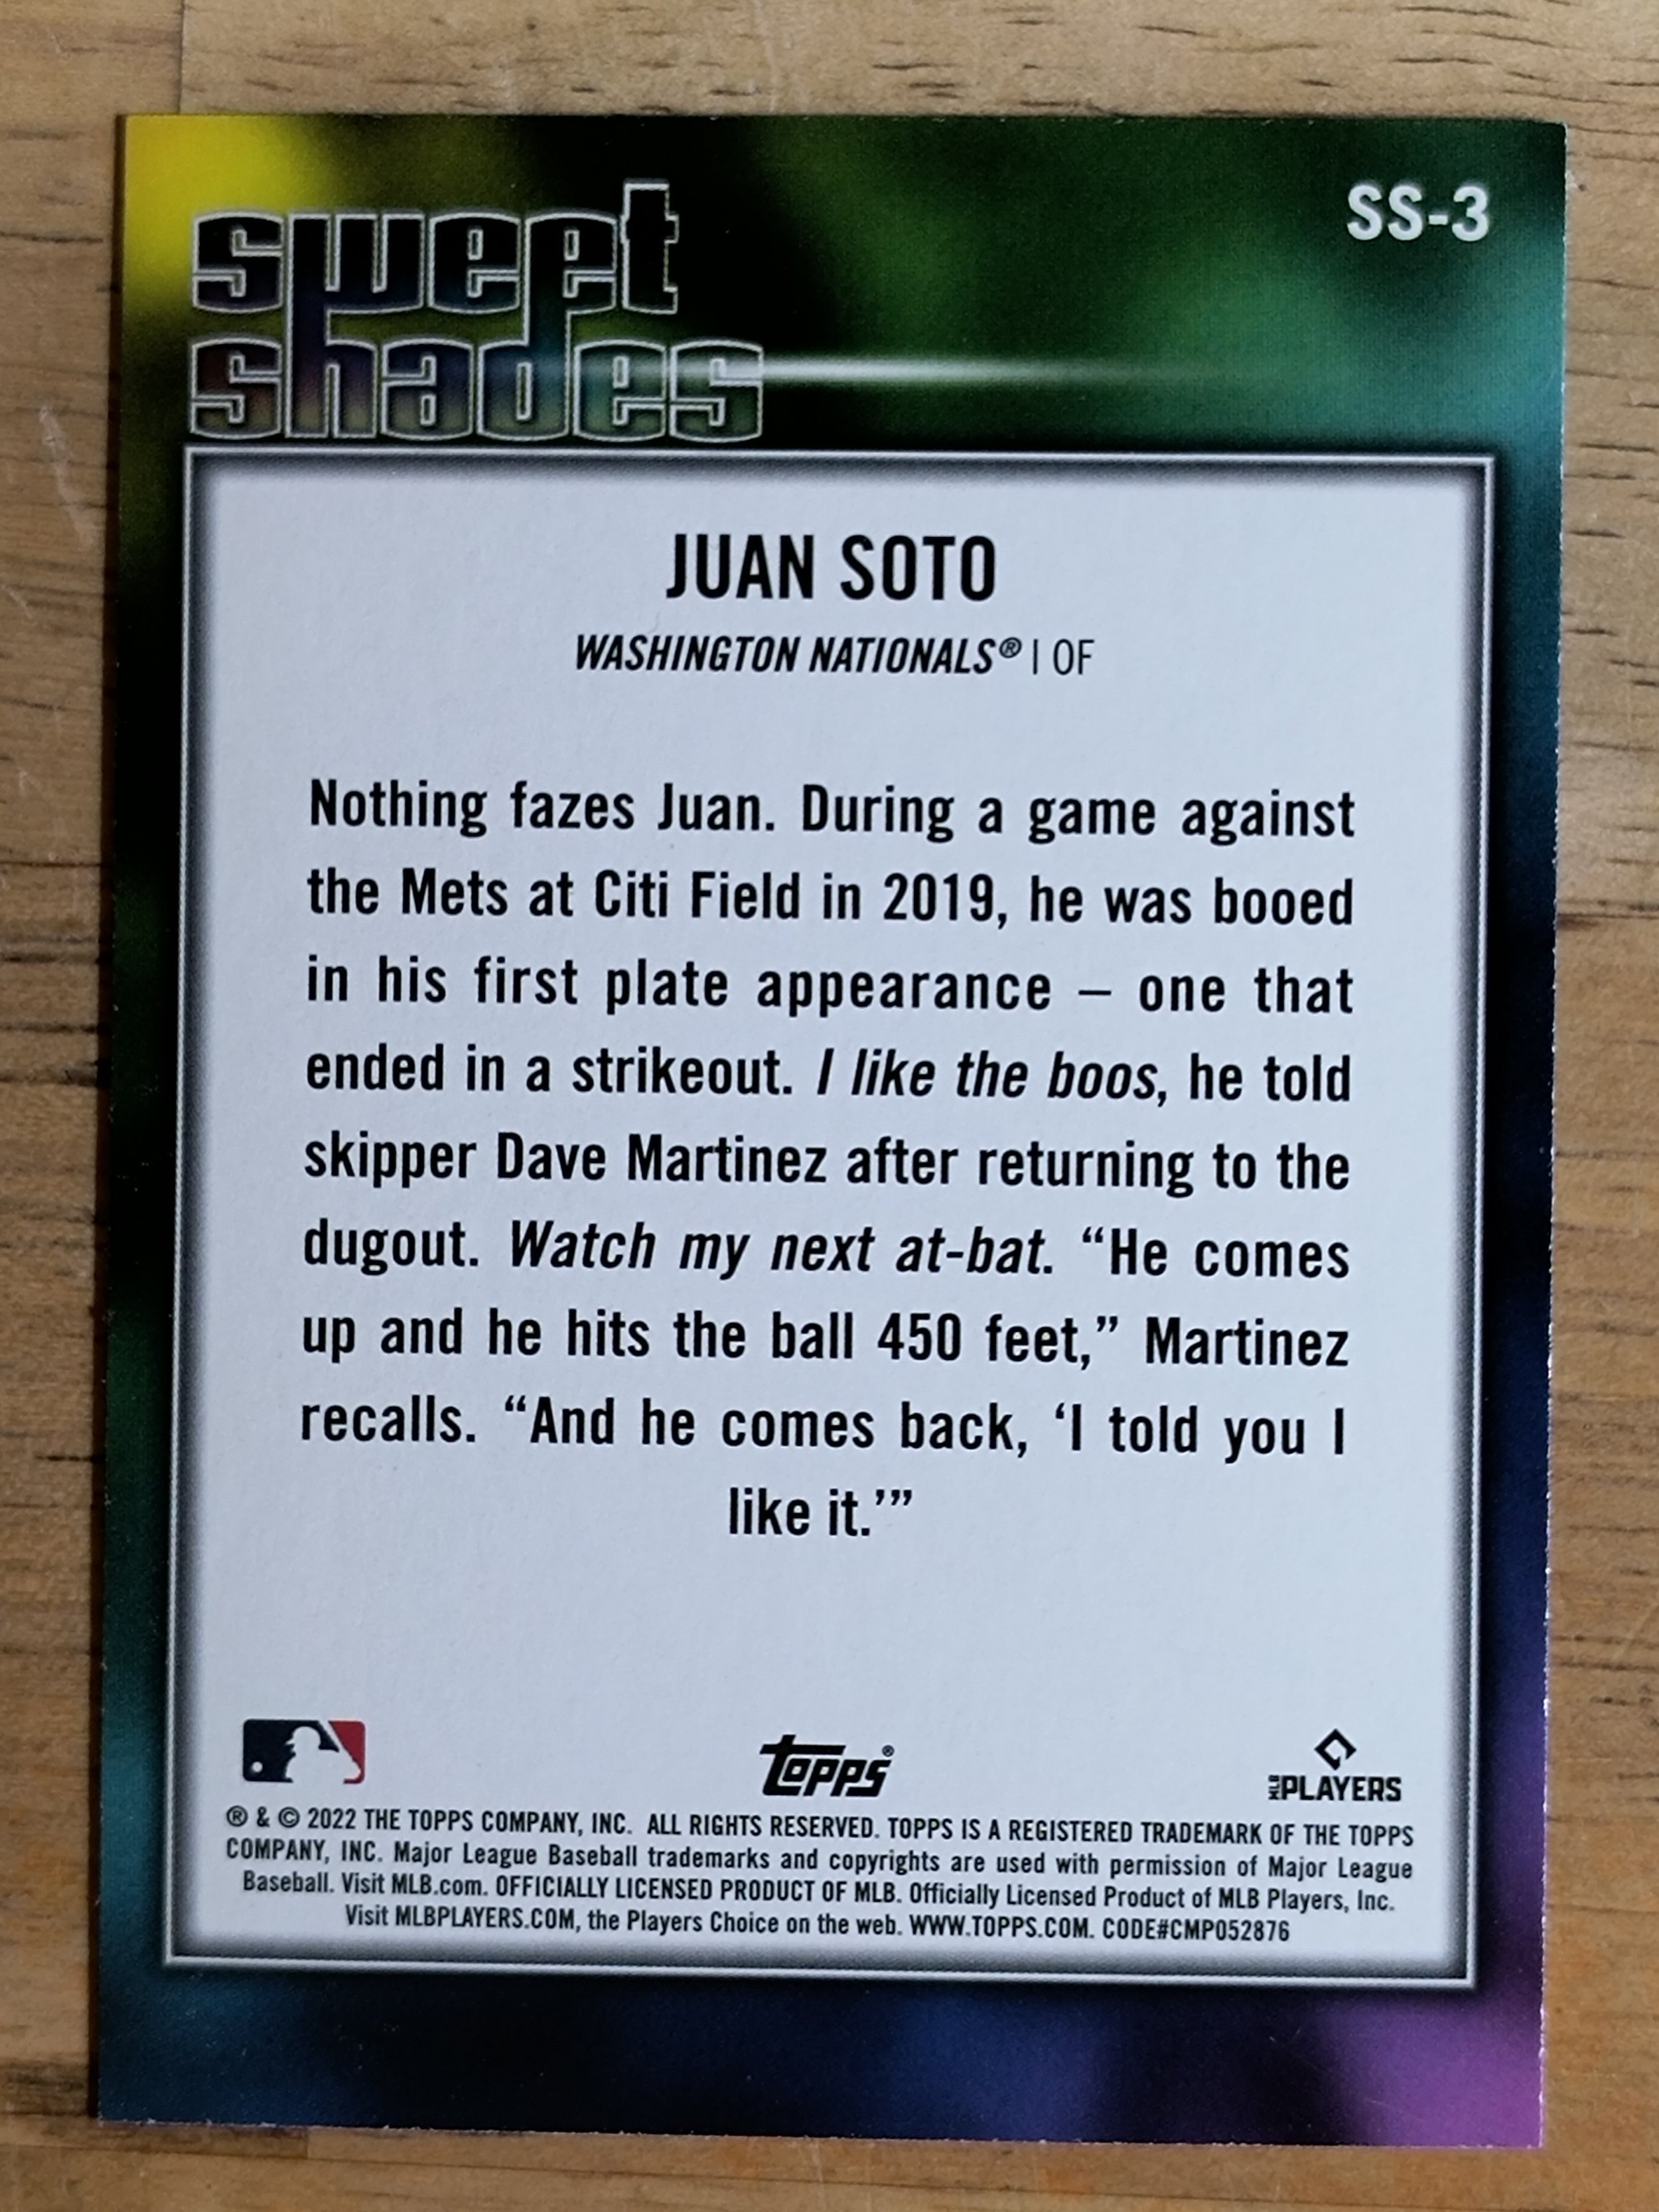 sweet
shades
SS-3
JUAN SOTO
WASHINGTON NATIONALS® | OF
Nothing fazes Juan. During a game against
the Mets at Citi Field in 2019, he was booed
in his first plate appearance – one that
ended in a strikeout. I like the boos, he told
skipper Dave Martinez after returning to the
dugout. Watch my next at-bat. “He comes
up and he hits the ball 450 feet,” Martinez
recalls. “And he comes back, ‘I told you I
like it.’”
Topps®
MLB PLAYERS
® & © 2022 THE TOPPS COMPANY, INC. ALL RIGHTS RESERVED. TOPPS IS A REGISTERED TRADEMARK OF THE TOPPS
COMPANY, INC. Major League Baseball trademarks and copyrights are used with permission of Major League
Baseball. Visit MLB.com. OFFICIALLY LICENSED PRODUCT OF MLB. Officially Licensed Product of MLB Players, Inc.
Visit MLBPLAYERS.COM, the Players Choice on the web. WWW.TOPPS.COM. CODE#CMP052876